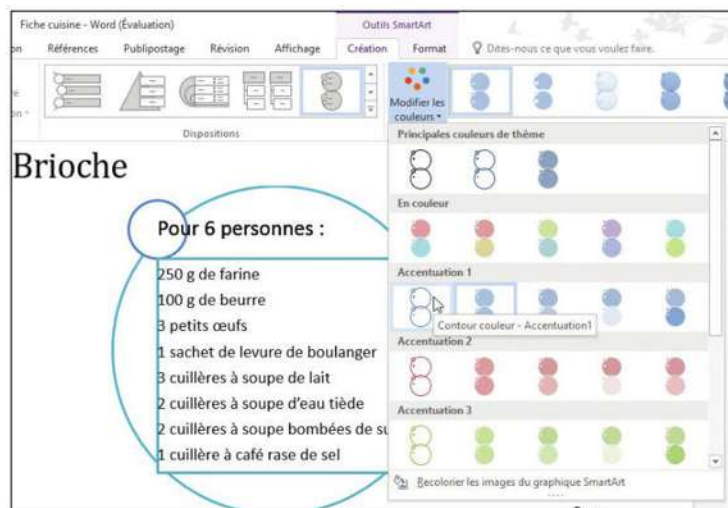 Fiche cuisine - Word (Évaluation)
Outils SmartArt
Références Publipostage Révision Affichage Création Format Dites-nous ce que vous voulez faire.
Modifier les
couleurs
Dispositions
Principales couleurs de thème
Brioche
En couleur
Pour 6 personnes :
250 g de farine
Accentuation 1
100 g de beurre
3 petits œufs
Contour couleur - Accentuation1
1 sachet de levure de boulanger
Accentuation 2
3 cuillères à soupe de lait
2 cuillères à soupe d'eau tiède
Accentuation 3
2 cuillères à soupe bombées de su
1 cuillère à café rase de sel
Recolorier les images du graphique SmartArt